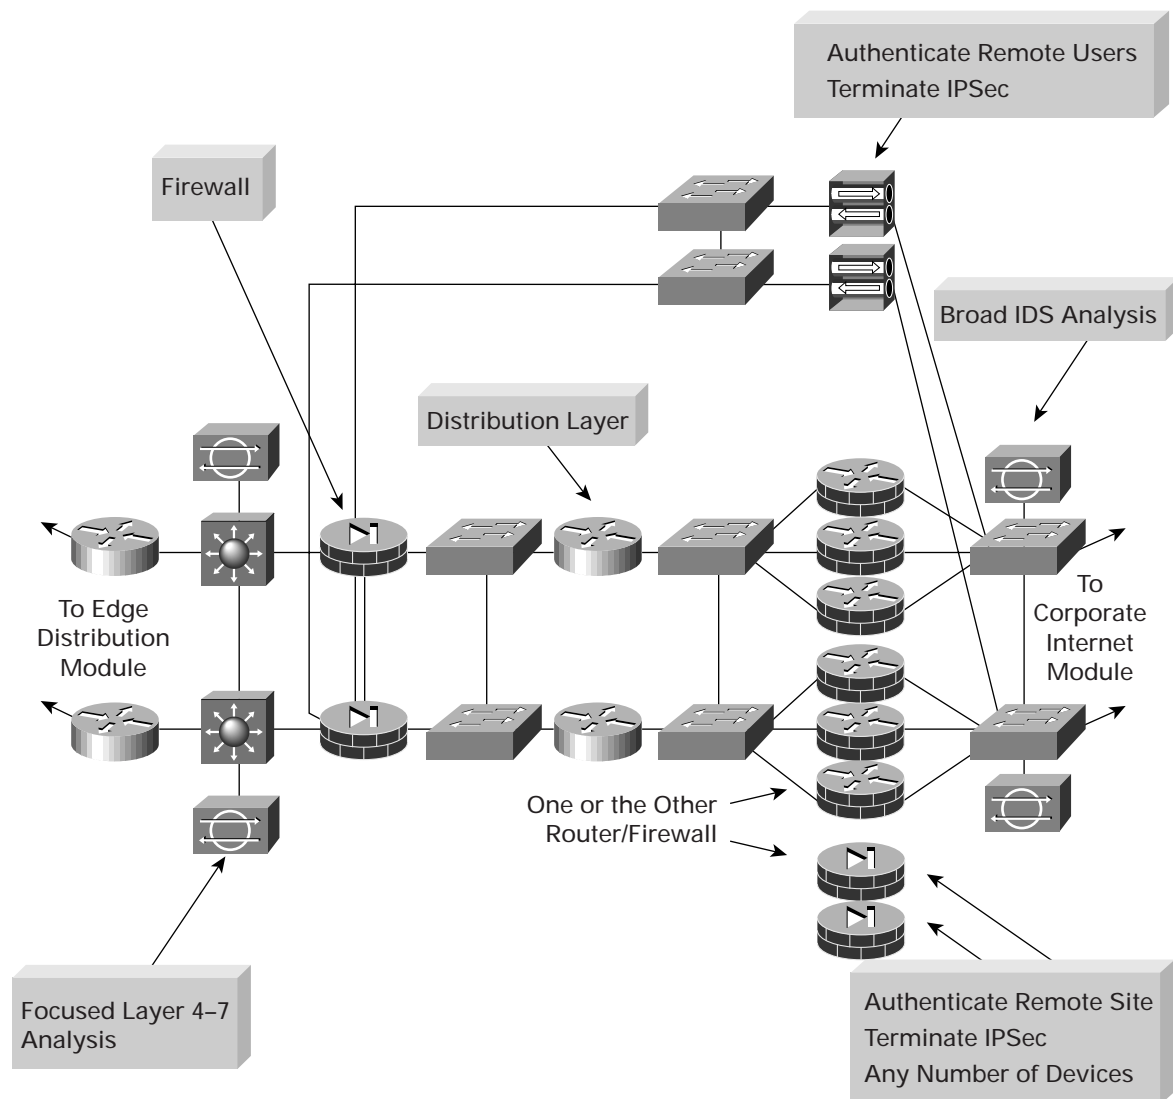 Authenticate Remote Users
Terminate IPSec
Firewall
Broad IDS Analysis
Distribution Layer
To Edge
Distribution
Module
To
Corporate
Internet
Module
One or the Other
Router/Firewall
Focused Layer 4–7
Analysis
Authenticate Remote Site
Terminate IPSec
Any Number of Devices